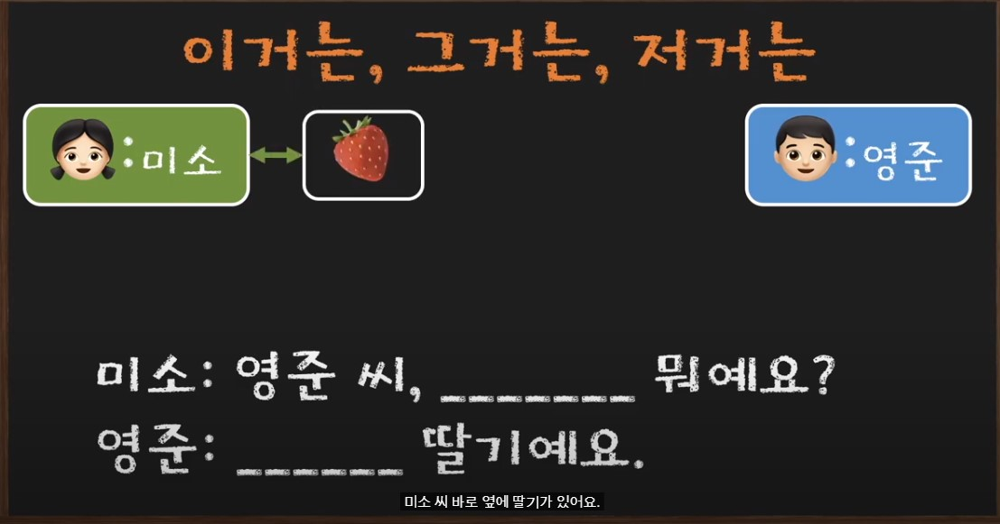 이거는, 그거는, 저거는
:미소
:영준
미소: 영준 씨, _______ 뭐예요?
영준: ______ 딸기예요.
미소 씨 바로 옆에 딸기가 있어요.